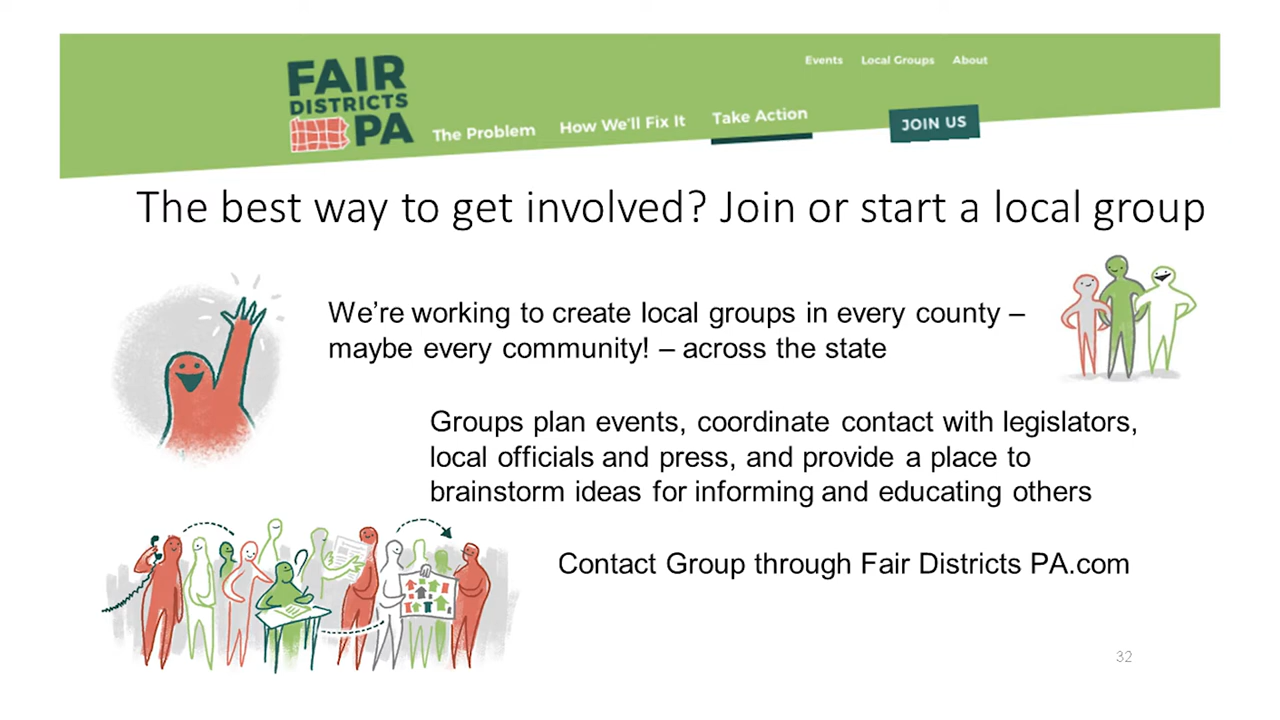 FAIR
DISTRICTS
PA
Events Local Groups About
The Problem How We'll Fix It Take Action JOIN US
The best way to get involved? Join or start a local group
We're working to create local groups in every county –
maybe every community! – across the state
Groups plan events, coordinate contact with legislators,
local officials and press, and provide a place to
brainstorm ideas for informing and educating others
Contact Group through Fair Districts PA.com
32